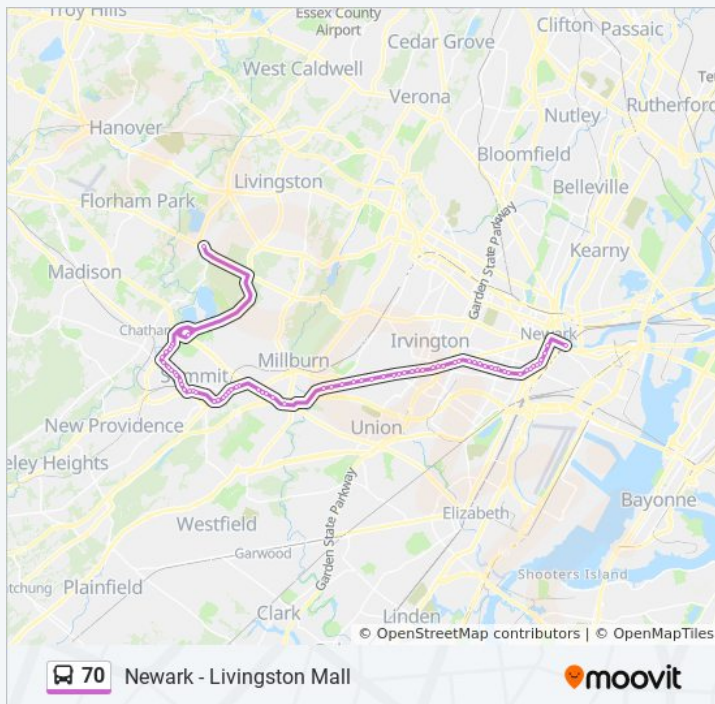 Troy Hills
Essex County
Airport
Clifton
Passaic
Cedar Grove
West Caldwell
Verona
Rutherford
Nutley
Hanover
Bloomfield
Livingston
Belleville
Florham Park
Garden State Parkway
Kearny
Madison
Chatham
Newark
Irvington
Millburn
Summit
New Providence
Union
eley Heights
Garden State Parkway
Bayonne
Elizabeth
Westfield
Garwood
Shooters Island
tchung
Plainfield
Clark
Linden
© OpenStreetMap contributors | © OpenMapTiles
70 Newark - Livingston Mall
moovit